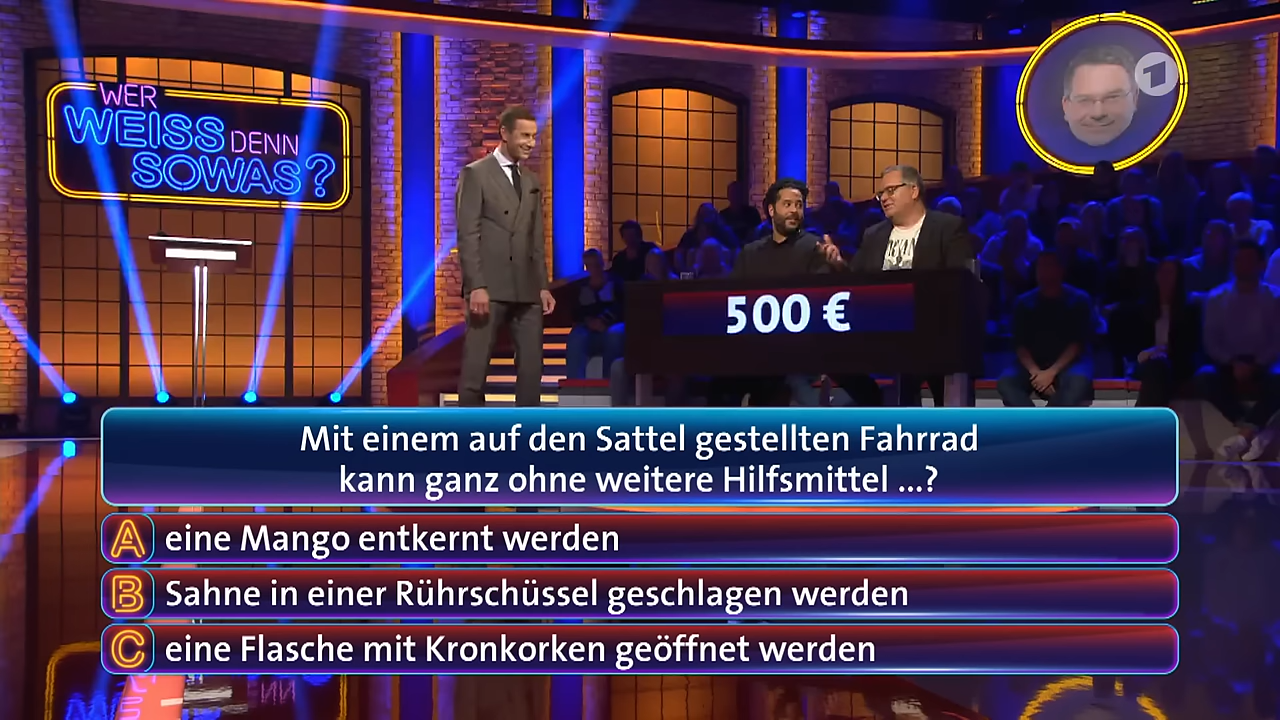 WER
WEISS DENN
SOWAS?
1
500 €
Mit einem auf den Sattel gestellten Fahrrad
kann ganz ohne weitere Hilfsmittel ...?
A eine Mango entkernt werden
B Sahne in einer Rührschüssel geschlagen werden
C eine Flasche mit Kronkorken geöffnet werden